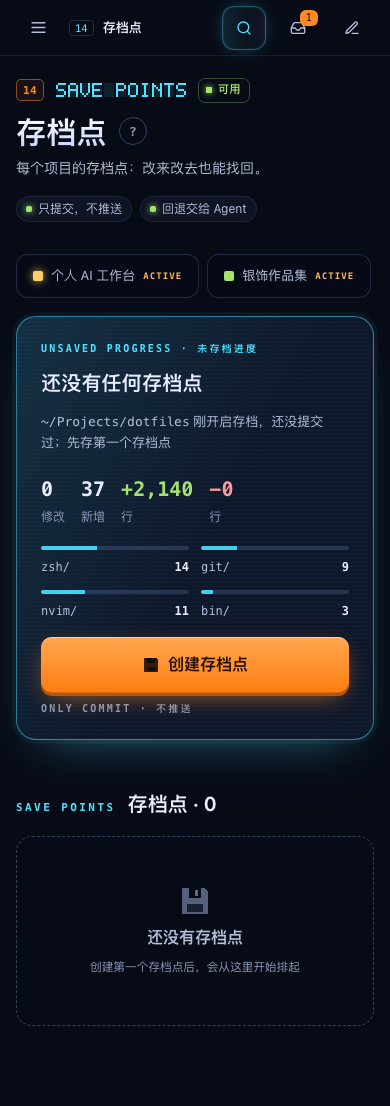 14 存档点
1
14 SAVE POINTS 可用
存档点 ?
每个项目的存档点：改来改去也能找回。
只提交，不推送 回退交给 Agent
个人 AI 工作台 ACTIVE 银饰作品集 ACTIVE
UNSAVED PROGRESS · 未存档进度
还没有任何存档点
~/Projects/dotfiles 刚开启存档，还没提交
过；先存第一个存档点
0 37 +2,140 −0
修改 新增 行 行
zsh/ 14 git/ 9
nvim/ 11 bin/ 3
创建存档点
ONLY COMMIT · 不推送
SAVE POINTS 存档点 · 0
还没有存档点
创建第一个存档点后，会从这里开始排起